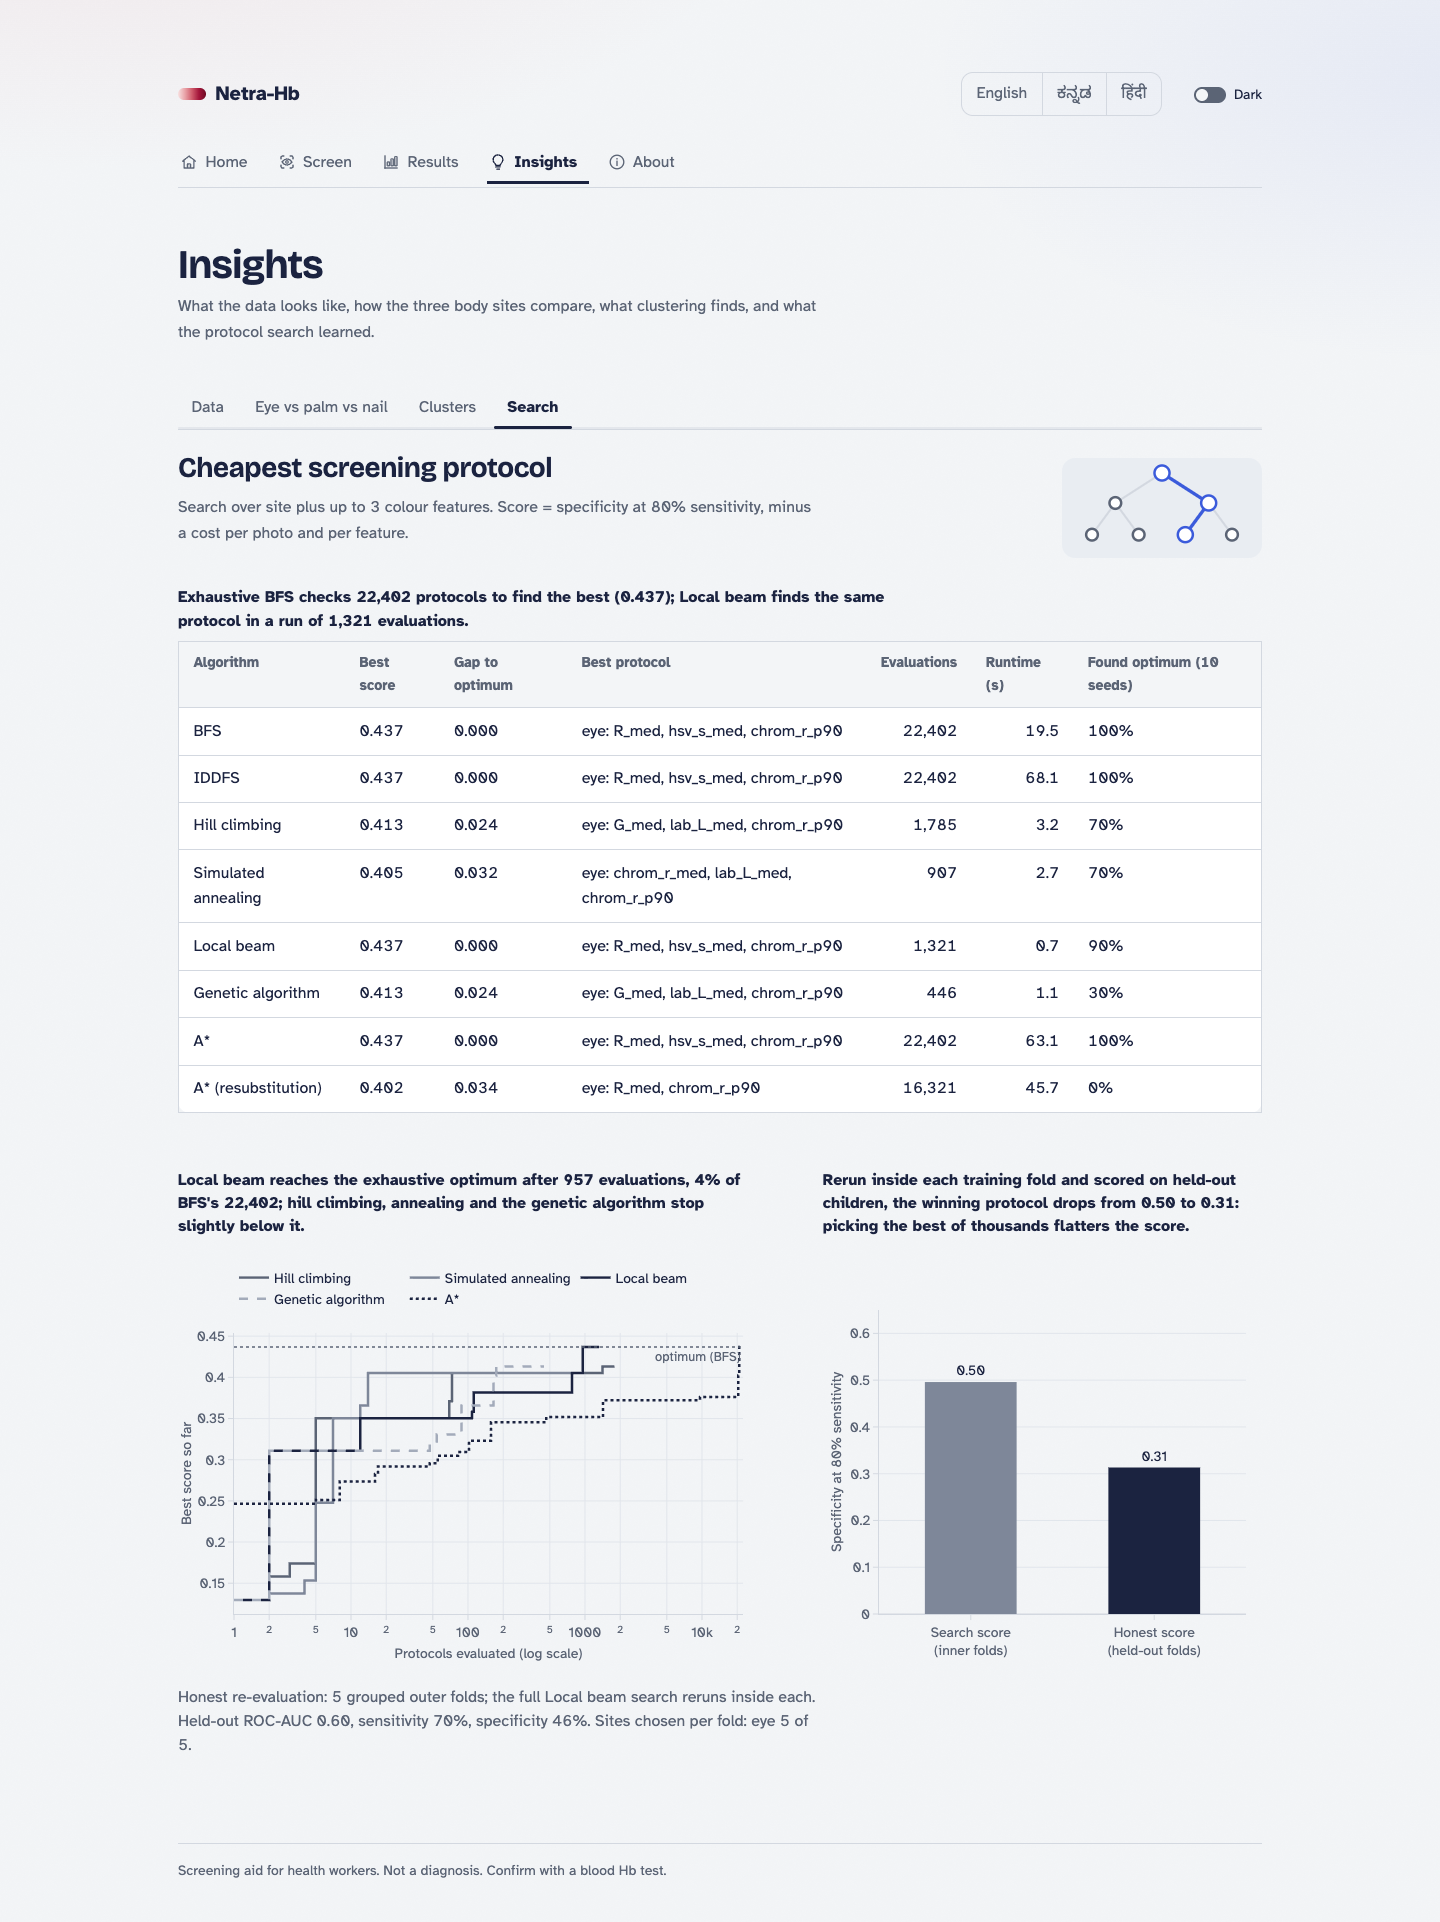 Netra-Hb
English
ಕನ್ನಡ
हिंदी
Dark
Home
Screen
Results
Insights
About
Insights
What the data looks like, how the three body sites compare, what clustering finds, and what
the protocol search learned.
Data
Eye vs palm vs nail
Clusters
Search
Cheapest screening protocol
Search over site plus up to 3 colour features. Score = specificity at 80% sensitivity, minus
a cost per photo and per feature.
Exhaustive BFS checks 22,402 protocols to find the best (0.437); Local beam finds the same
protocol in a run of 1,321 evaluations.
Algorithm Best score Gap to optimum Best protocol Evaluations Runtime (s) Found optimum (10 seeds)
BFS 0.437 0.000 eye: R_med, hsv_s_med, chrom_r_p90 22,402 19.5 100%
IDDFS 0.437 0.000 eye: R_med, hsv_s_med, chrom_r_p90 22,402 68.1 100%
Hill climbing 0.413 0.024 eye: G_med, lab_L_med, chrom_r_p90 1,785 3.2 70%
Simulated annealing 0.405 0.032 eye: chrom_r_med, lab_L_med, chrom_r_p90 907 2.7 70%
Local beam 0.437 0.000 eye: R_med, hsv_s_med, chrom_r_p90 1,321 0.7 90%
Genetic algorithm 0.413 0.024 eye: G_med, lab_L_med, chrom_r_p90 446 1.1 30%
A* 0.437 0.000 eye: R_med, hsv_s_med, chrom_r_p90 22,402 63.1 100%
A* (resubstitution) 0.402 0.034 eye: R_med, chrom_r_p90 16,321 45.7 0%
Local beam reaches the exhaustive optimum after 957 evaluations, 4% of
BFS's 22,402; hill climbing, annealing and the genetic algorithm stop
slightly below it.
Hill climbing Simulated annealing Local beam
Genetic algorithm A*
optimum (BFS)
Best score so far
0.45
0.4
0.35
0.3
0.25
0.2
0.15
1 2 5 10 2 5 100 2 5 1000 2 5 10k 2
Protocols evaluated (log scale)
Rerun inside each training fold and scored on held-out
children, the winning protocol drops from 0.50 to 0.31:
picking the best of thousands flatters the score.
Specificity at 80% sensitivity
0.6
0.5
0.4
0.3
0.2
0.1
0
0.50
0.31
Search score
(inner folds)
Honest score
(held-out folds)
Honest re-evaluation: 5 grouped outer folds; the full Local beam search reruns inside each.
Held-out ROC-AUC 0.60, sensitivity 70%, specificity 46%. Sites chosen per fold: eye 5 of
5.
Screening aid for health workers. Not a diagnosis. Confirm with a blood Hb test.